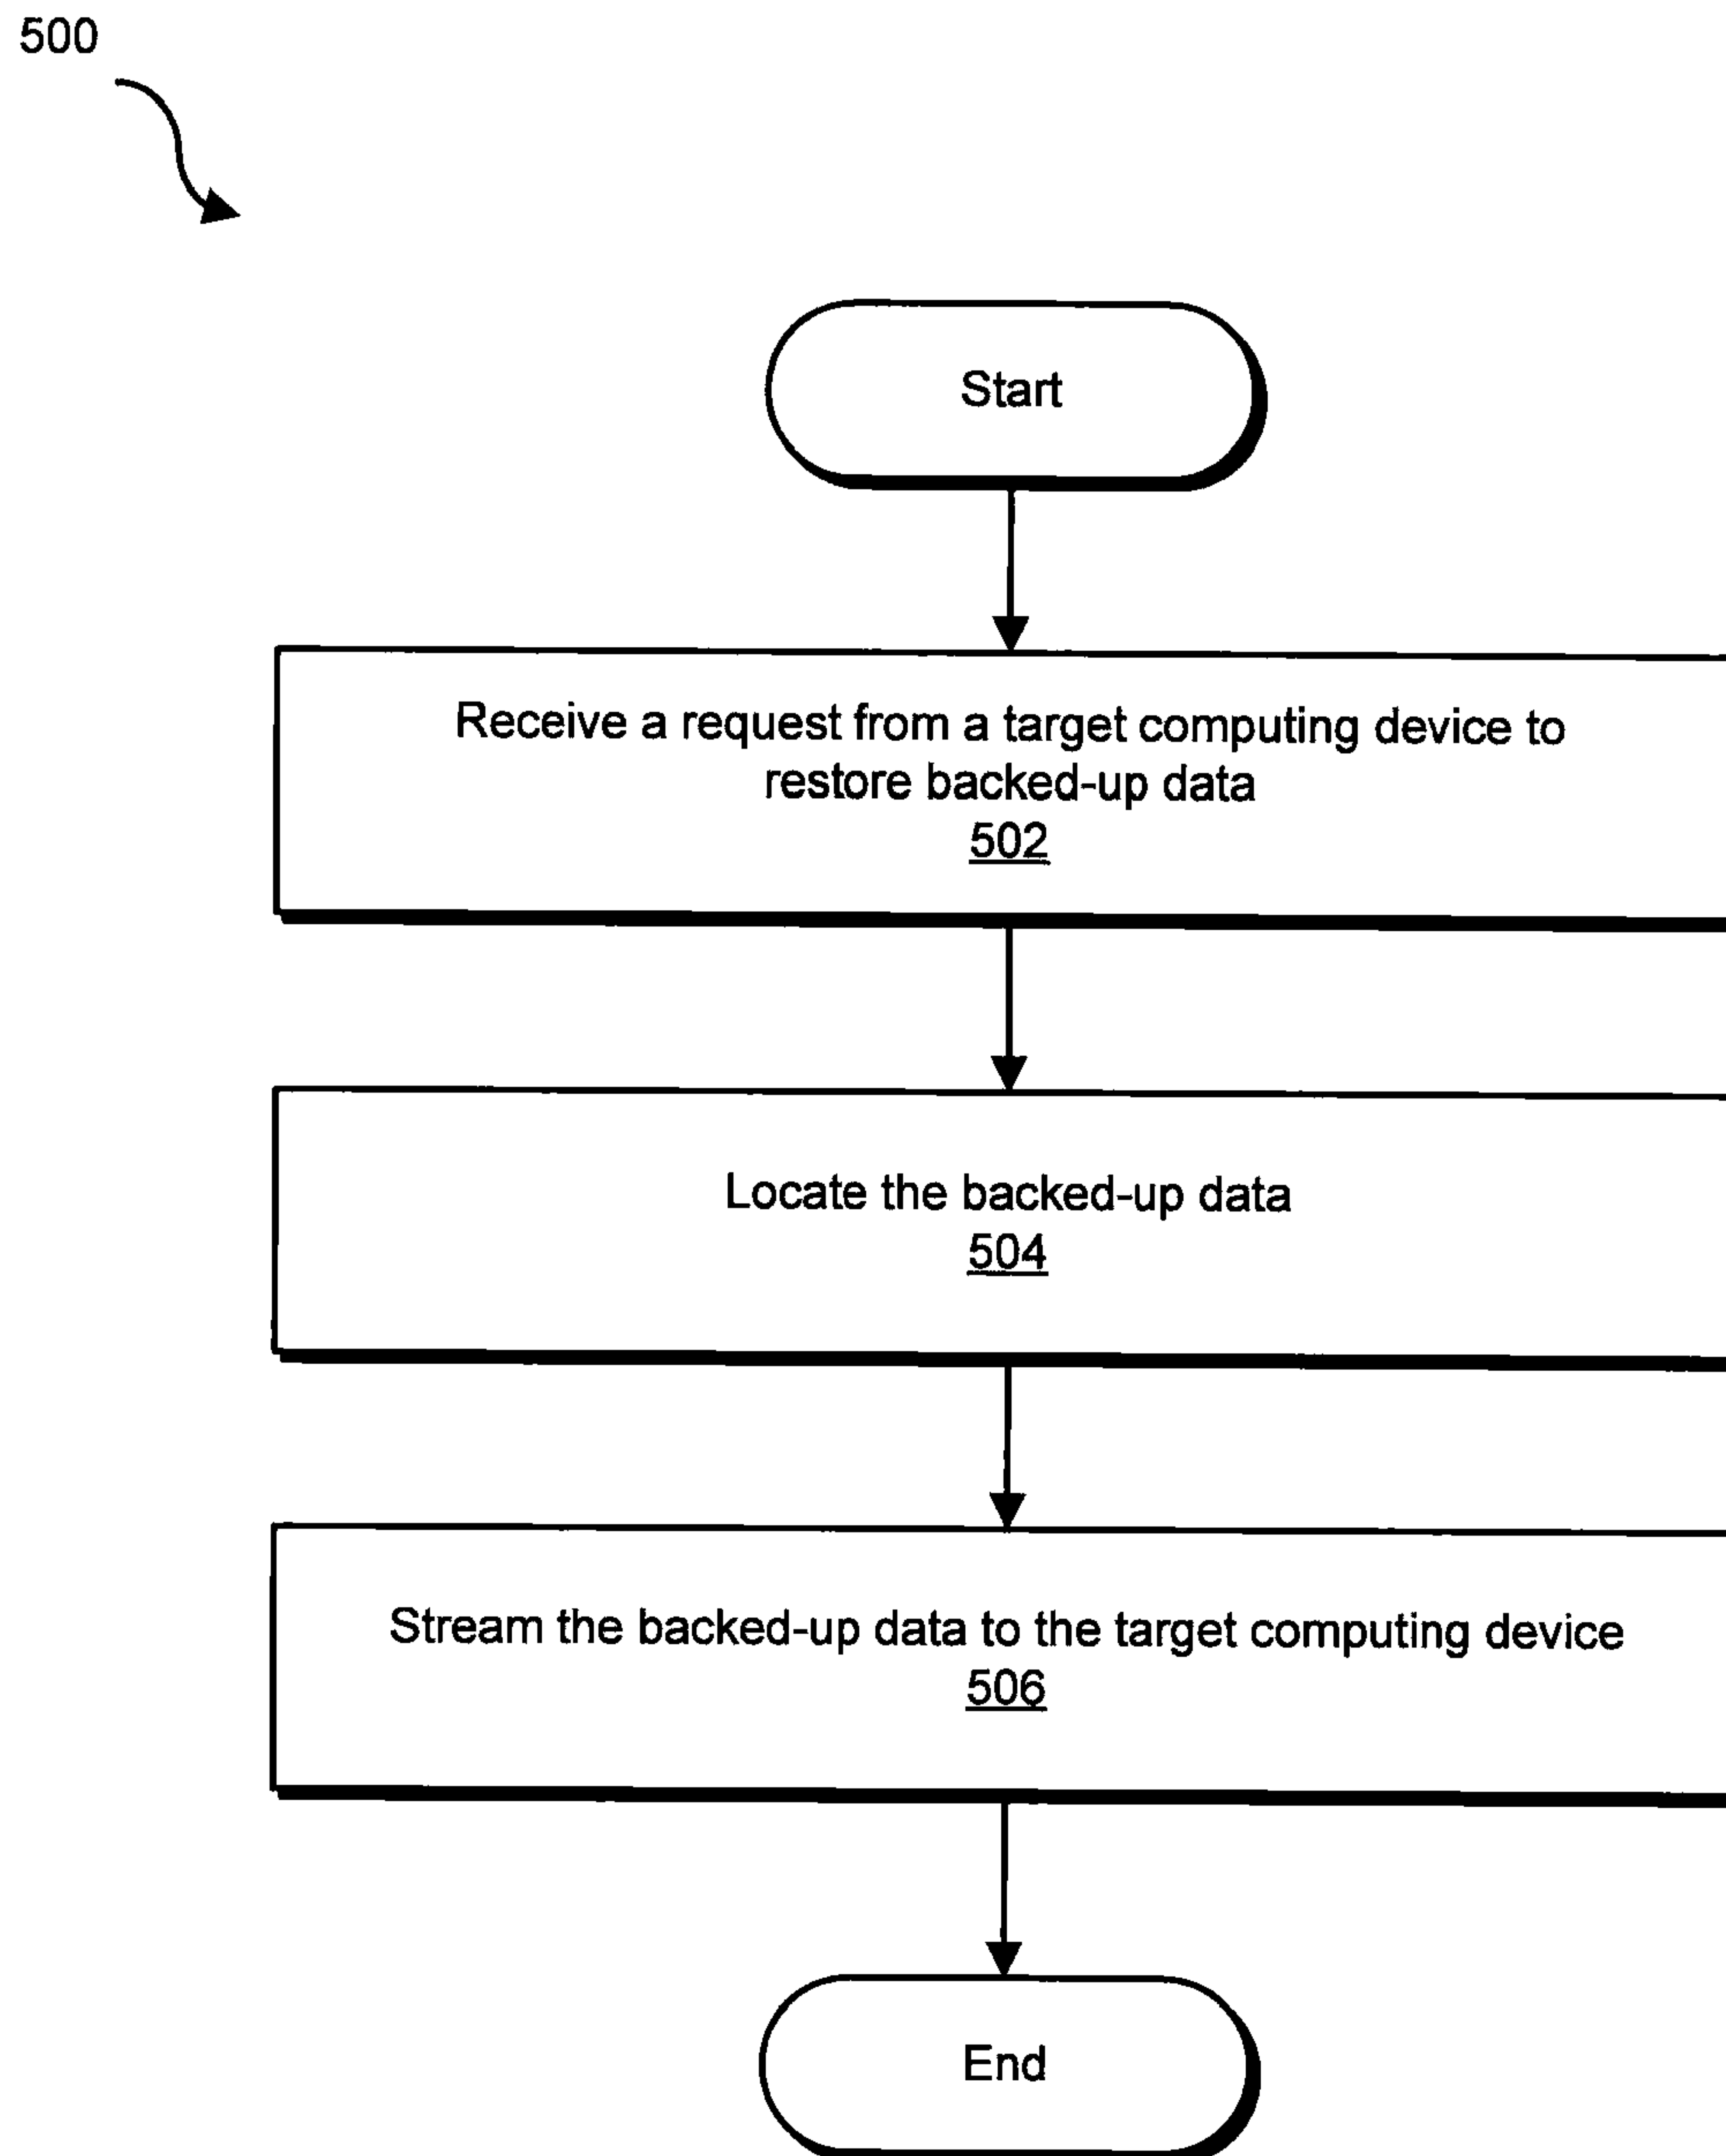 500
Start
Receive a request from a target computing device to
restore backed-up data
502
Locate the backed-up data
504
Stream the backed-up data to the target computing device
506
End